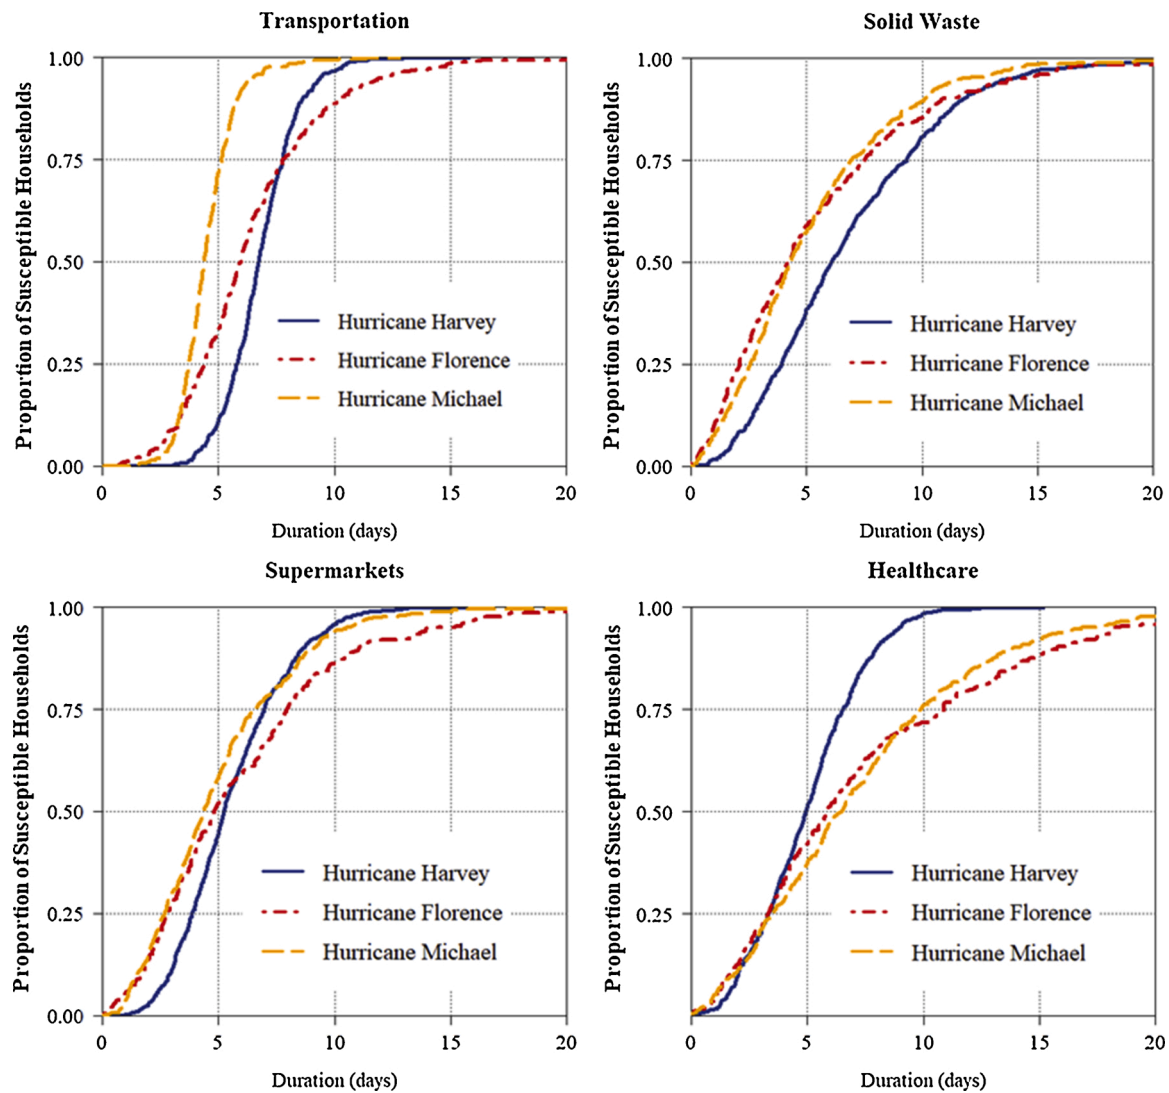 Transportation
Proportion of Susceptible Households
1.00
0.75
0.50
0.25
0.00
Hurricane Harvey
Hurricane Florence
Hurricane Michael
0 5 10 15 20
Duration (days)
Solid Waste
Proportion of Susceptible Households
1.00
0.75
0.50
0.25
0.00
Hurricane Harvey
Hurricane Florence
Hurricane Michael
0 5 10 15 20
Duration (days)
Supermarkets
Proportion of Susceptible Households
1.00
0.75
0.50
0.25
0.00
Hurricane Harvey
Hurricane Florence
Hurricane Michael
0 5 10 15 20
Duration (days)
Healthcare
Proportion of Susceptible Households
1.00
0.75
0.50
0.25
0.00
Hurricane Harvey
Hurricane Florence
Hurricane Michael
0 5 10 15 20
Duration (days)